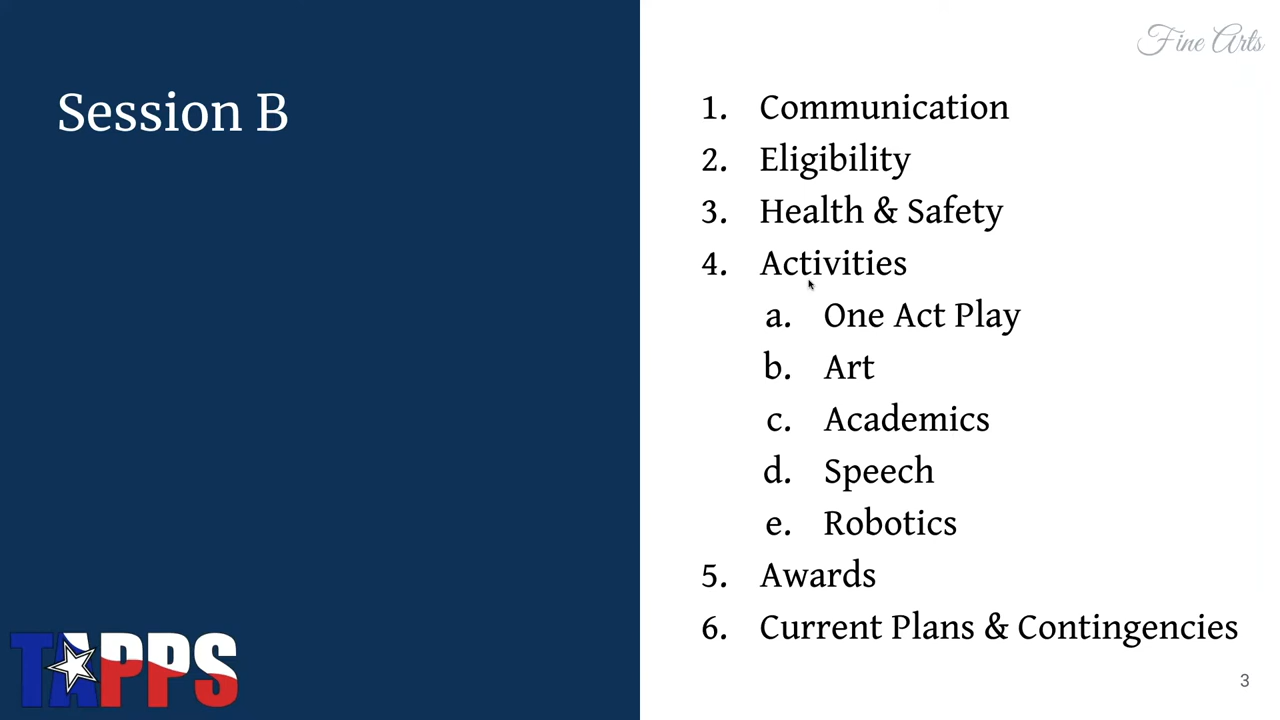 Fine Arts
Session B
1. Communication
2. Eligibility
3. Health & Safety
4. Activities
a. One Act Play
b. Art
c. Academics
d. Speech
e. Robotics
5. Awards
6. Current Plans & Contingencies
TAPPS
3